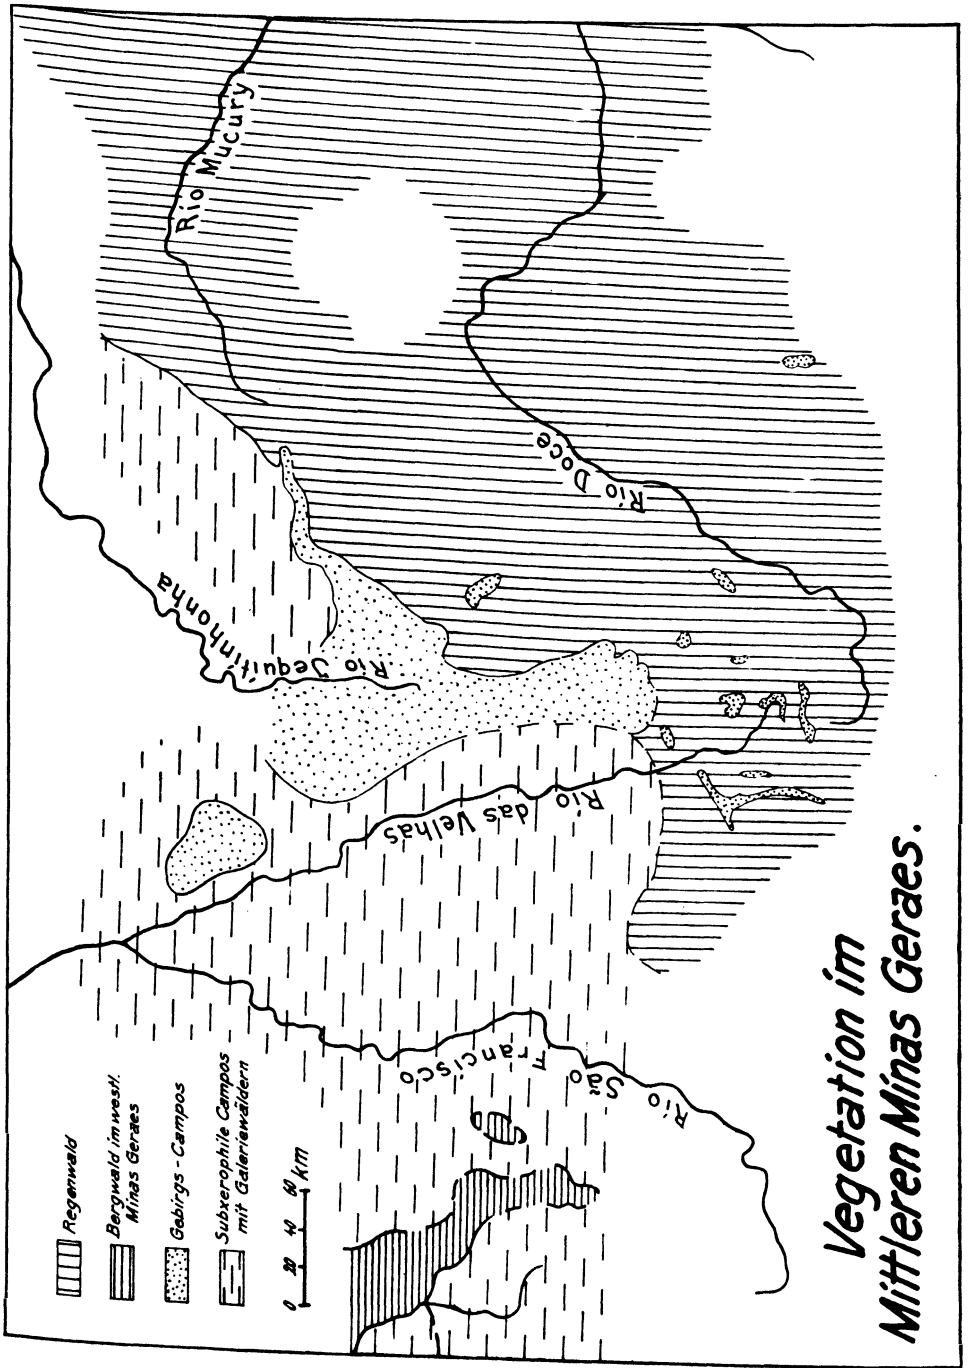 Regenwald
Bergwald im westl.
Minas Geraes
Gebirgs-Campos
Subxerophile Campos
mit Galeriewäldern
0 20 40 60 km
Rio São Francisco
Rio das Velhas
Rio Jequitinhonha
Rio Mucury
Rio Doce
Vegetation im
Mittleren Minas Geraes.